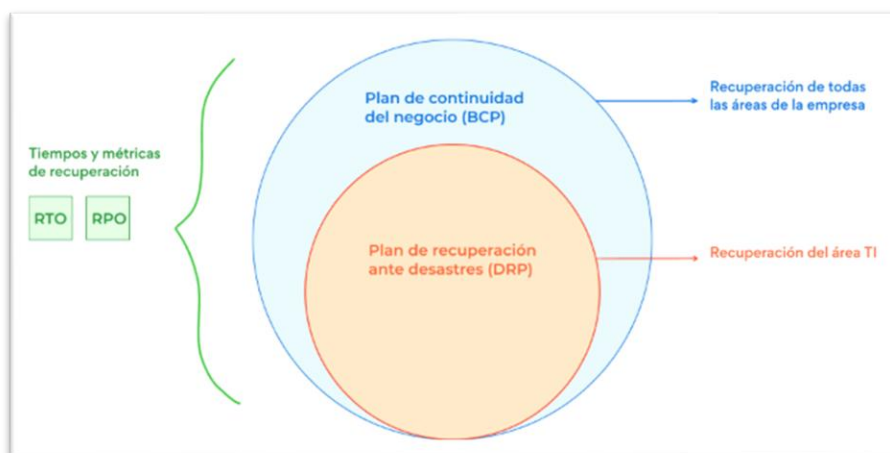 Plan de continuidad
del negocio (BCP)
Recuperación de todas
las áreas de la empresa
Tiempos y métricas
de recuperación
RTO
RPO
Plan de recuperación
ante desastres (DRP)
Recuperación del área TI